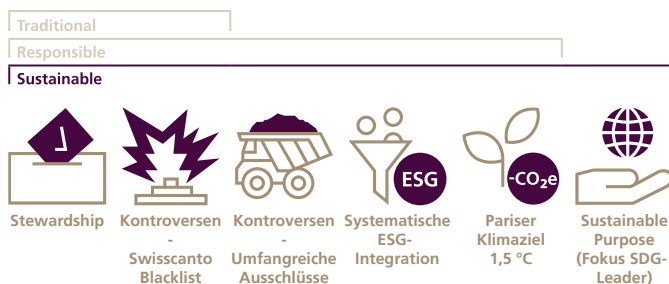 Traditional
Responsible
Sustainable
ESG
-CO₂e
Stewardship
Kontroversen
-
Swisscanto
Blacklist
Kontroversen
-
Umfangreiche
Ausschlüsse
Systematische
ESG-
Integration
Pariser
Klimaziel
1,5 °C
Sustainable
Purpose
(Fokus SDG-
Leader)